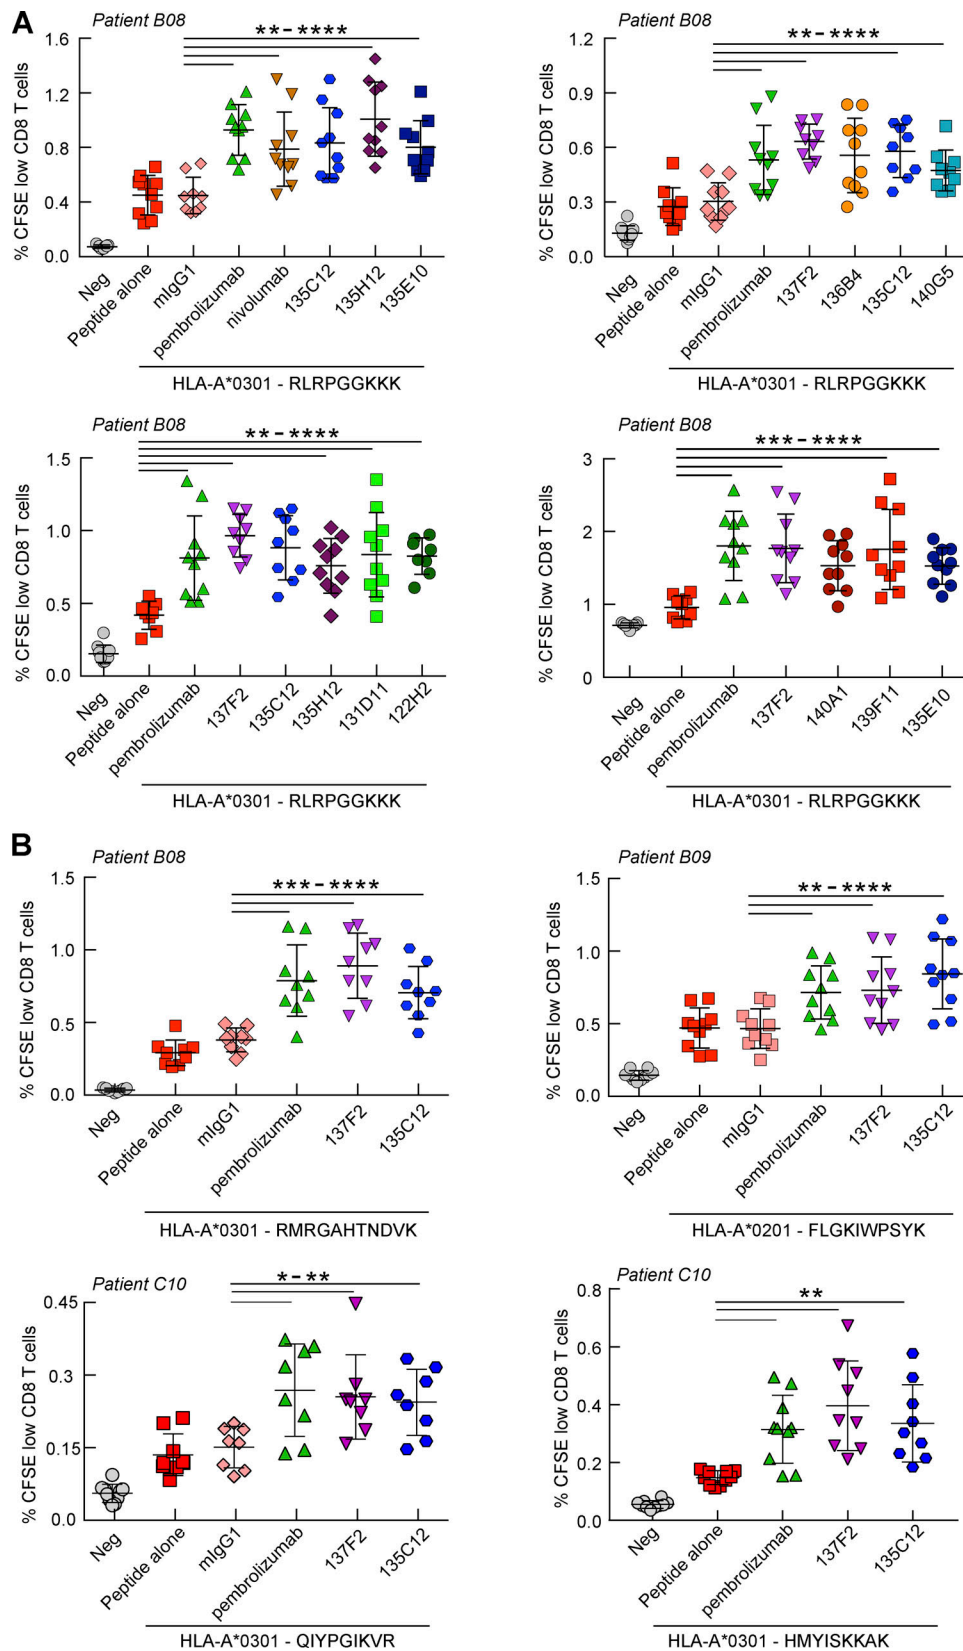 A
Patient B08
**-****
% CFSE low CD8 T cells
1.6
1.2
0.8
0.4
0.0
Neg
Peptide alone
mIgG1
pembrolizumab
nivolumab
135C12
135H12
135E10
HLA-A*0301 - RLRPGGKKK
Patient B08
**-****
% CFSE low CD8 T cells
1.2
0.9
0.6
0.3
0.0
Neg
Peptide alone
mIgG1
pembrolizumab
137F2
136B4
135C12
140G5
HLA-A*0301 - RLRPGGKKK
Patient B08
**-****
% CFSE low CD8 T cells
1.5
1.0
0.5
0.0
Neg
Peptide alone
pembrolizumab
137F2
135C12
135H12
131D11
122H2
HLA-A*0301 - RLRPGGKKK
Patient B08
***-****
% CFSE low CD8 T cells
3
2
1
0
Neg
Peptide alone
pembrolizumab
137F2
140A1
139F11
135E10
HLA-A*0301 - RLRPGGKKK
B
Patient B08
***-****
% CFSE low CD8 T cells
1.5
1.0
0.5
0.0
Neg
Peptide alone
mIgG1
pembrolizumab
137F2
135C12
HLA-A*0301 - RMRGAHTNDVK
Patient B09
**-****
% CFSE low CD8 T cells
1.5
1.0
0.5
0.0
Neg
Peptide alone
mIgG1
pembrolizumab
137F2
135C12
HLA-A*0201 - FLGKIWPSYK
Patient C10
*-**
% CFSE low CD8 T cells
0.45
0.3
0.15
0.0
Neg
Peptide alone
mIgG1
pembrolizumab
137F2
135C12
HLA-A*0301 - QIYPGIKVR
Patient C10
**
% CFSE low CD8 T cells
0.8
0.6
0.4
0.2
0.0
Neg
Peptide alone
pembrolizumab
137F2
135C12
HLA-A*0301 - HMYISKKAK